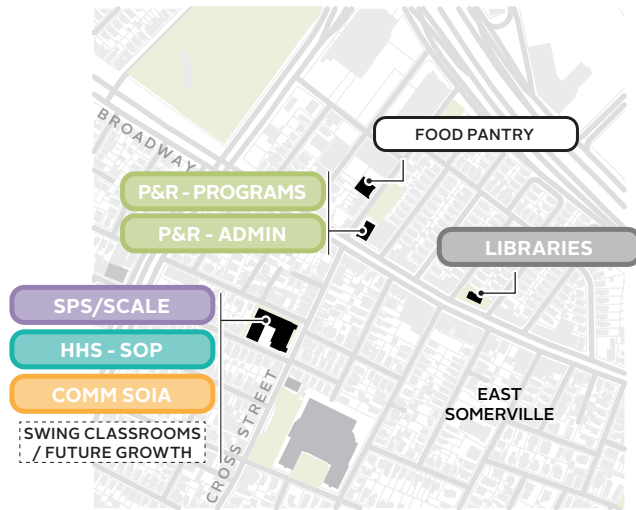 BROADWAY
FOOD PANTRY
P&R - PROGRAMS
P&R - ADMIN
LIBRARIES
SPS/SCALE
HHS - SOP
COMM SOIA
SWING CLASSROOMS
/ FUTURE GROWTH
CROSS STREET
EAST
SOMERVILLE